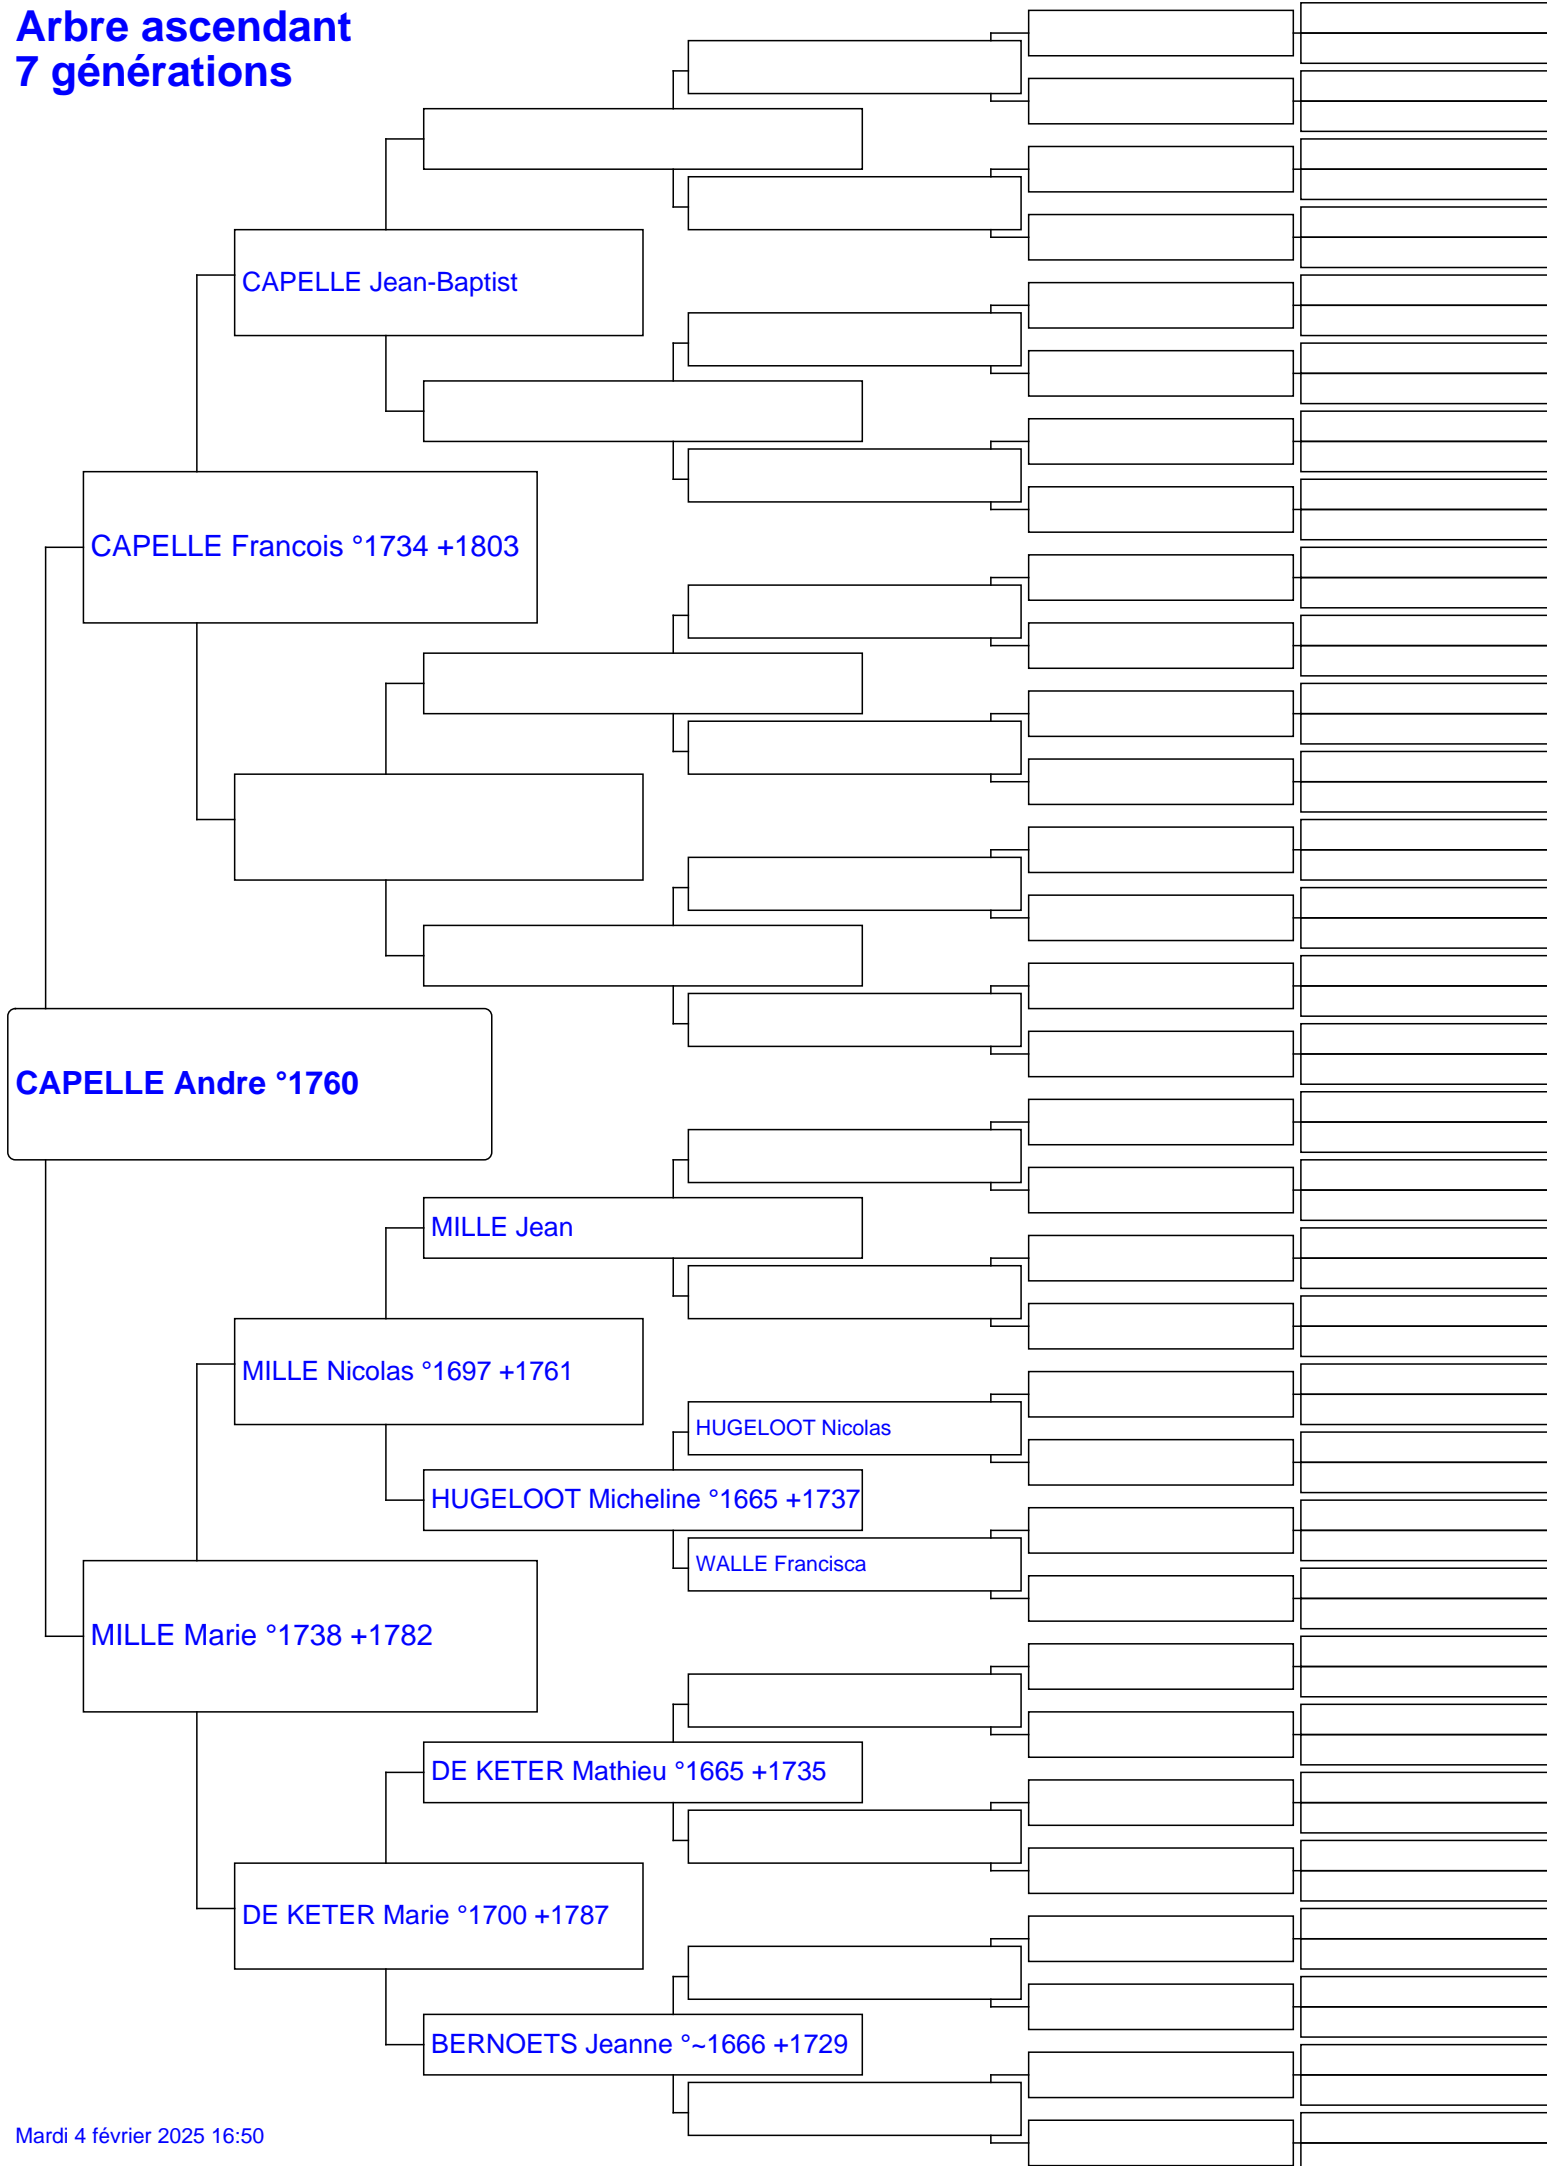 Arbre ascendant
7 générations
CAPELLE Jean-Baptist
CAPELLE Francois °1734 +1803
CAPELLE Andre °1760
MILLE Jean
MILLE Nicolas °1697 +1761
HUGELOOT Nicolas
HUGELOOT Micheline °1665 +1737
WALLE Francisca
MILLE Marie °1738 +1782
DE KETER Mathieu °1665 +1735
DE KETER Marie °1700 +1787
BERNOETS Jeanne °~1666 +1729
Mardi 4 février 2025 16:50